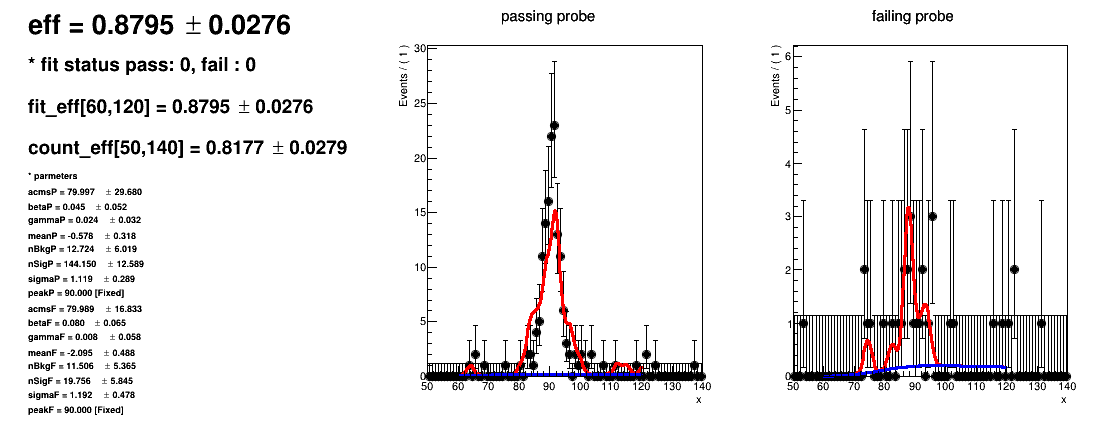 eff = 0.8795 ± 0.0276
* fit status pass: 0, fail : 0
fit_eff[60,120] = 0.8795 ± 0.0276
count_eff[50,140] = 0.8177 ± 0.0279
* parmeters
acmsP = 79.997 ± 29.680
betaP = 0.045 ± 0.052
gammaP = 0.024 ± 0.032
meanP = -0.578 ± 0.318
nBkgP = 12.724 ± 6.019
nSigP = 144.150 ± 12.589
sigmaP = 1.119 ± 0.289
peakP = 90.000 [Fixed]
acmsF = 79.989 ± 16.833
betaF = 0.080 ± 0.065
gammaF = 0.008 ± 0.058
meanF = -2.095 ± 0.488
nBkgF = 11.506 ± 5.365
nSigF = 19.756 ± 5.845
sigmaF = 1.192 ± 0.478
peakF = 90.000 [Fixed]
passing probe
Events / ( 1 )
30
25
20
15
10
5
0
50 60 70 80 90 100 110 120 130 140
x
failing probe
Events / ( 1 )
6
5
4
3
2
1
0
50 60 70 80 90 100 110 120 130 140
x